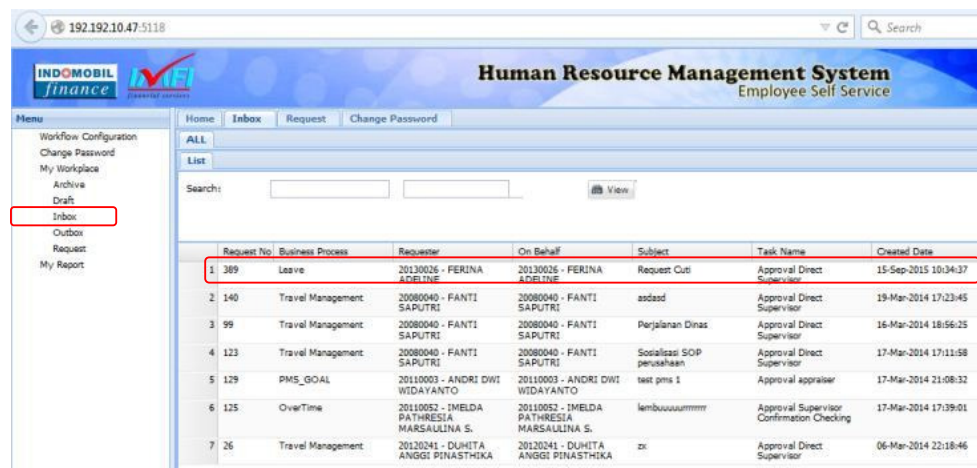 192.192.10.47:5118
Search
INDOMOBIL
finance
IMFI
financial services
Human Resource Management System
Employee Self Service
Menu
Workflow Configuration
Change Password
My Workplace
Archive
Draft
Inbox
Outbox
Request
My Report
Home Inbox Request Change Password
ALL
List
Search: View
Request No Business Process Requester On Behalf Subject Task Name Created Date
1 389 Leave 20130026 - FERINA ADELINE 20130026 - FERINA ADELINE Request Cuti Approval Direct Supervisor 15-Sep-2015 10:34:37
2 140 Travel Management 20080040 - FANTI SAPUTRI 20080040 - FANTI SAPUTRI asdasd Approval Direct Supervisor 19-Mar-2014 17:23:45
3 99 Travel Management 20080040 - FANTI SAPUTRI 20080040 - FANTI SAPUTRI Perjalanan Dinas Approval Direct Supervisor 16-Mar-2014 18:56:25
4 123 Travel Management 20080040 - FANTI SAPUTRI 20080040 - FANTI SAPUTRI Sosialisasi SOP perusahaan Approval Direct Supervisor 17-Mar-2014 17:11:58
5 129 PMS_GOAL 20110003 - ANDRI DWI WIDAYANTO 20110003 - ANDRI DWI WIDAYANTO test pms 1 Approval appraiser 17-Mar-2014 21:08:32
6 125 OverTime 20110052 - IMELDA PATHRESIA MARSAULINA S. 20110052 - IMELDA PATHRESIA MARSAULINA S. Approval Supervisor Confirmation Checking 17-Mar-2014 17:39:01
7 26 Travel Management 20120241 - DUHITA ANGGI PINASTHIKA 20120241 - DUHITA ANGGI PINASTHIKA zx Approval Direct Supervisor 06-Mar-2014 22:18:46